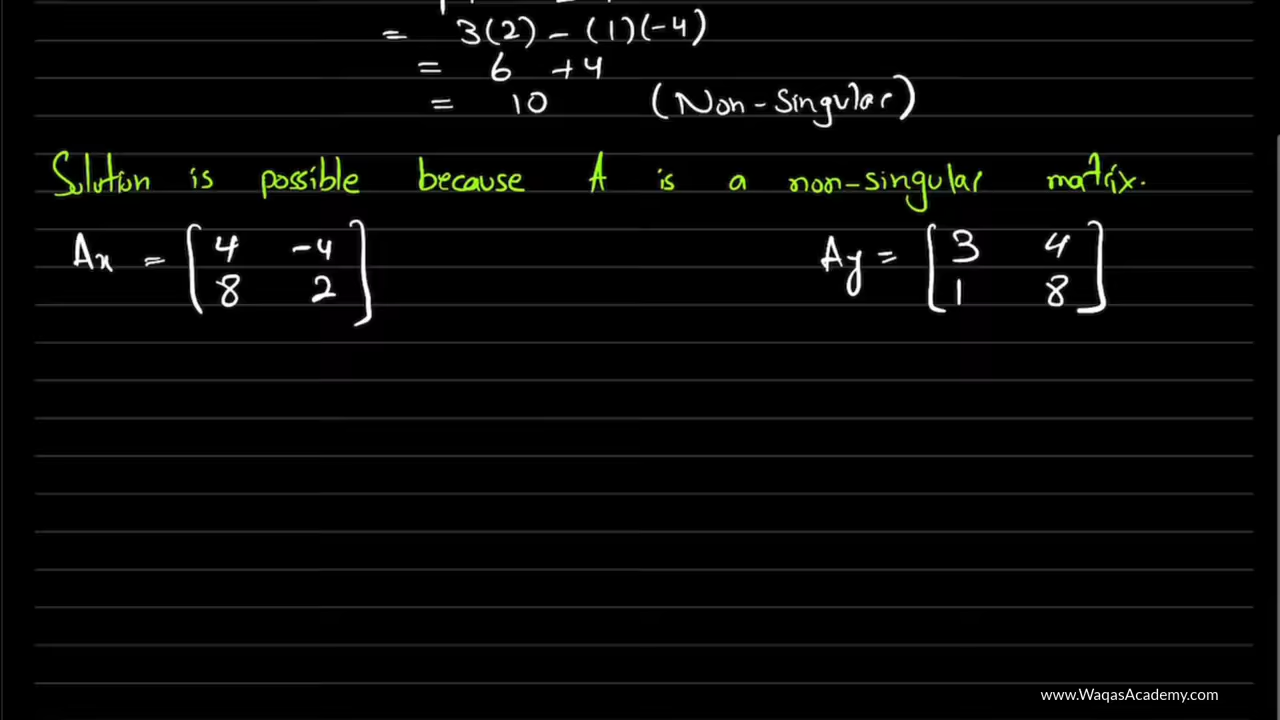 = 3(2) - (1)(-4)
= 6 +4
= 10 (Non-Singular)
Solution is possible because A is a non-singular matrix.
Ax = [4 -4
8 2]
Ay = [3 4
1 8]
www.WaqasAcademy.com